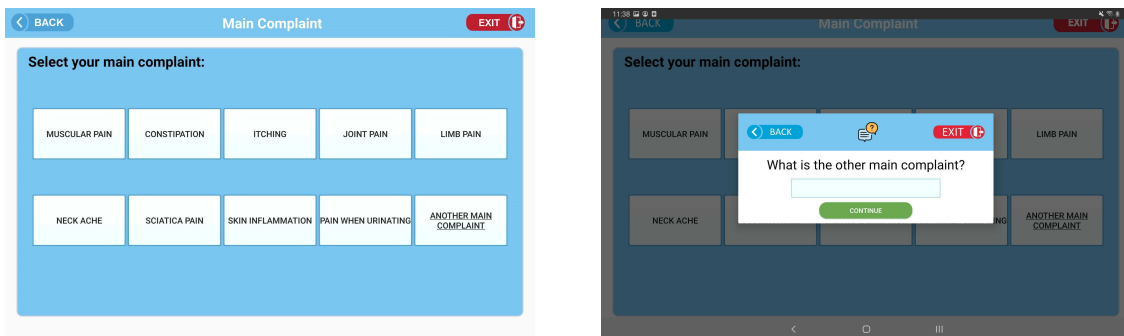 BACK
Main Complaint
EXIT
Select your main complaint:
MUSCULAR PAIN
CONSTIPATION
ITCHING
JOINT PAIN
LIMB PAIN
NECK ACHE
SCIATICA PAIN
SKIN INFLAMMATION
PAIN WHEN URINATING
ANOTHER MAIN
COMPLAINT
11:38
BACK
Main Complaint
EXIT
Select your main complaint:
MUSCULAR PAIN
LIMB PAIN
BACK
EXIT
What is the other main complaint?
CONTINUE
NECK ACHE
NG
ANOTHER MAIN
COMPLAINT